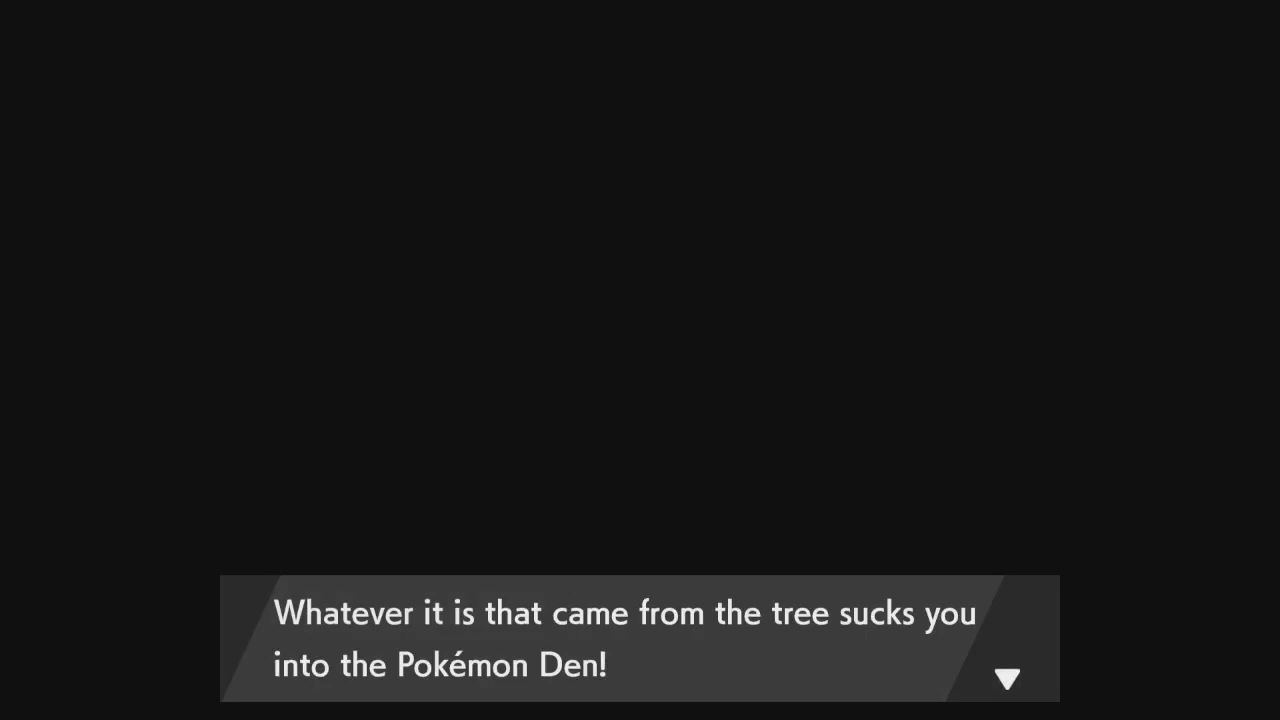 Whatever it is that came from the tree sucks you
into the Pokémon Den!